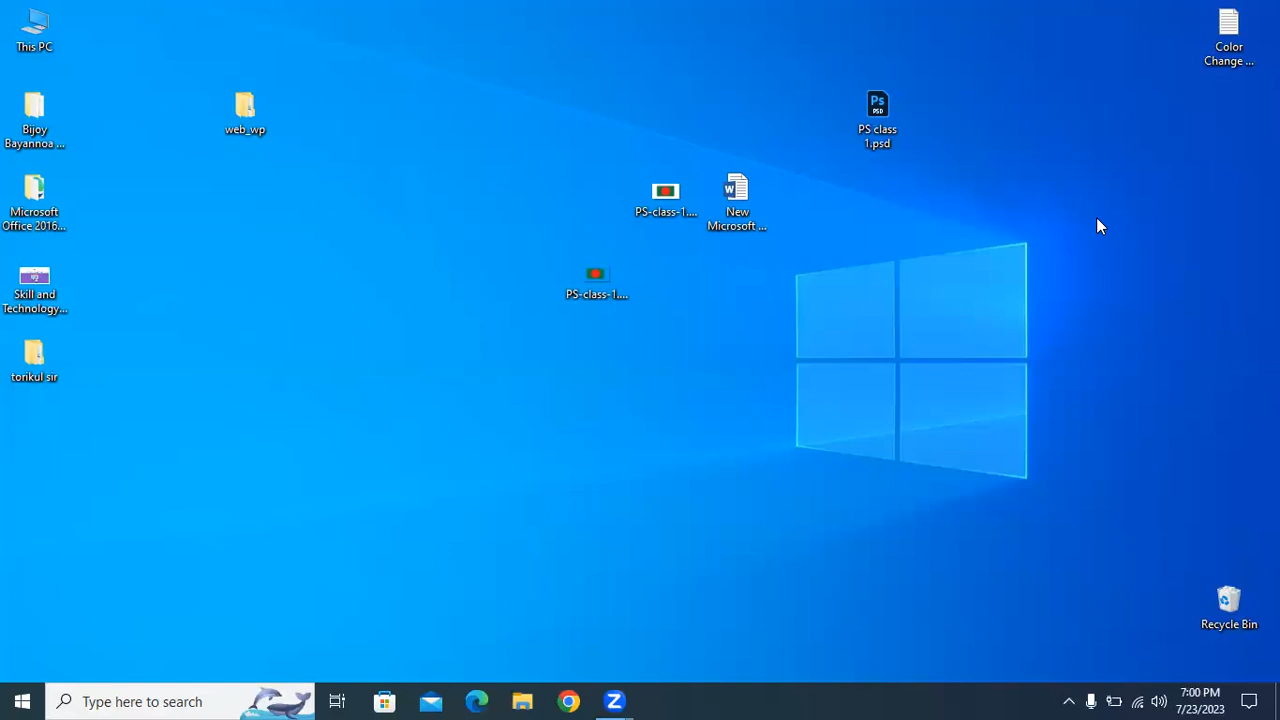 This PC
Color
Change ...
Bijoy
Bayannoa ...
web_wp
Ps
PSD
PS class
1.psd
Microsoft
Office 2016...
PS-class-1....
W
New
Microsoft ...
Skill and
Technology...
PS-class-1....
torikul sir
Recycle Bin
Type here to search
Z
7:00 PM
7/23/2023